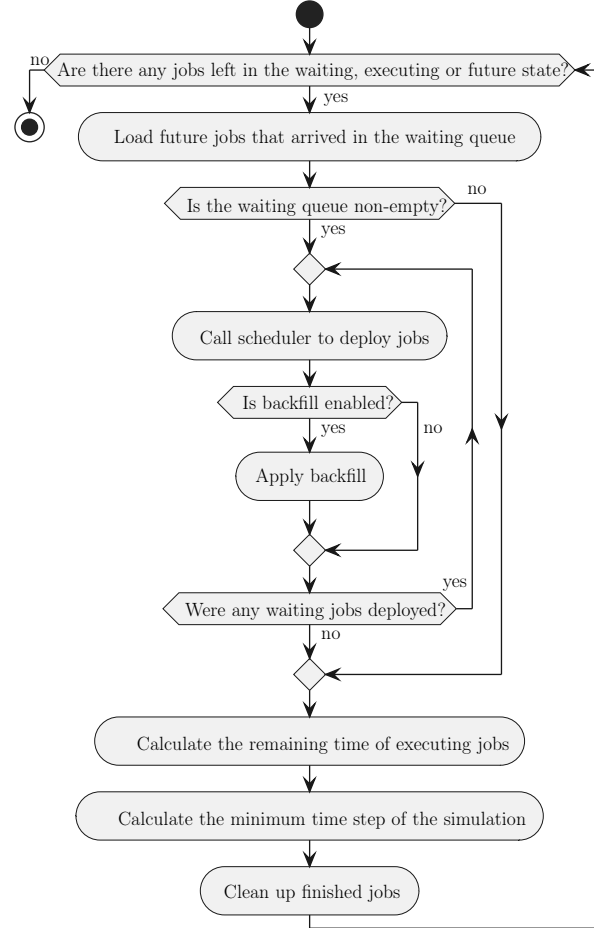 no
Are there any jobs left in the waiting, executing or future state?
yes
Load future jobs that arrived in the waiting queue
no
Is the waiting queue non-empty?
yes
Call scheduler to deploy jobs
Is backfill enabled?
yes
no
Apply backfill
yes
Were any waiting jobs deployed?
no
Calculate the remaining time of executing jobs
Calculate the minimum time step of the simulation
Clean up finished jobs